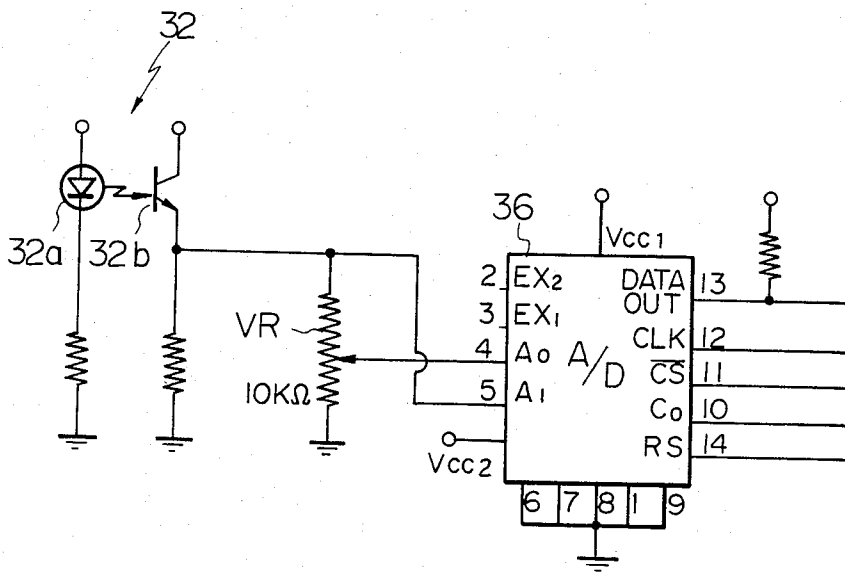 32
32a
32b
VR
10KΩ
36
Vcc1
2 EX2
3 EX1
4 A0
5 A1
A/D
Vcc2
DATA OUT 13
CLK 12
C̅S̅ 11
C0 10
RS 14
6 7 8 1 9